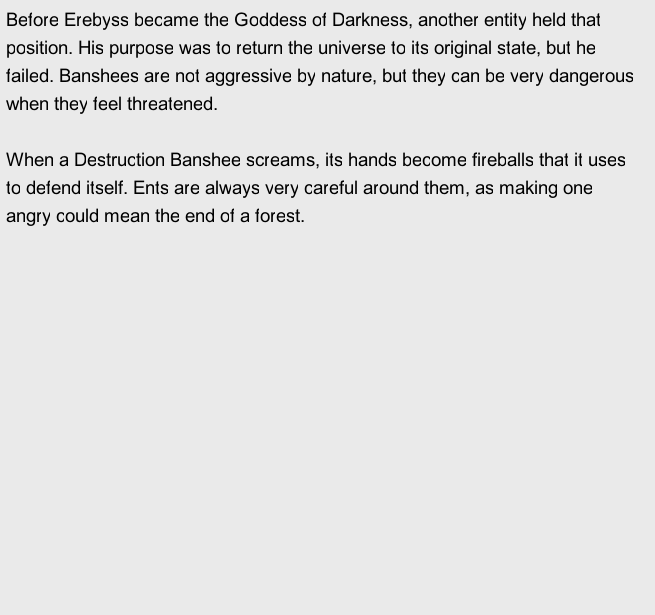 Before Erebyss became the Goddess of Darkness, another entity held that
position. His purpose was to return the universe to its original state, but he
failed. Banshees are not aggressive by nature, but they can be very dangerous
when they feel threatened.

When a Destruction Banshee screams, its hands become fireballs that it uses
to defend itself. Ents are always very careful around them, as making one
angry could mean the end of a forest.